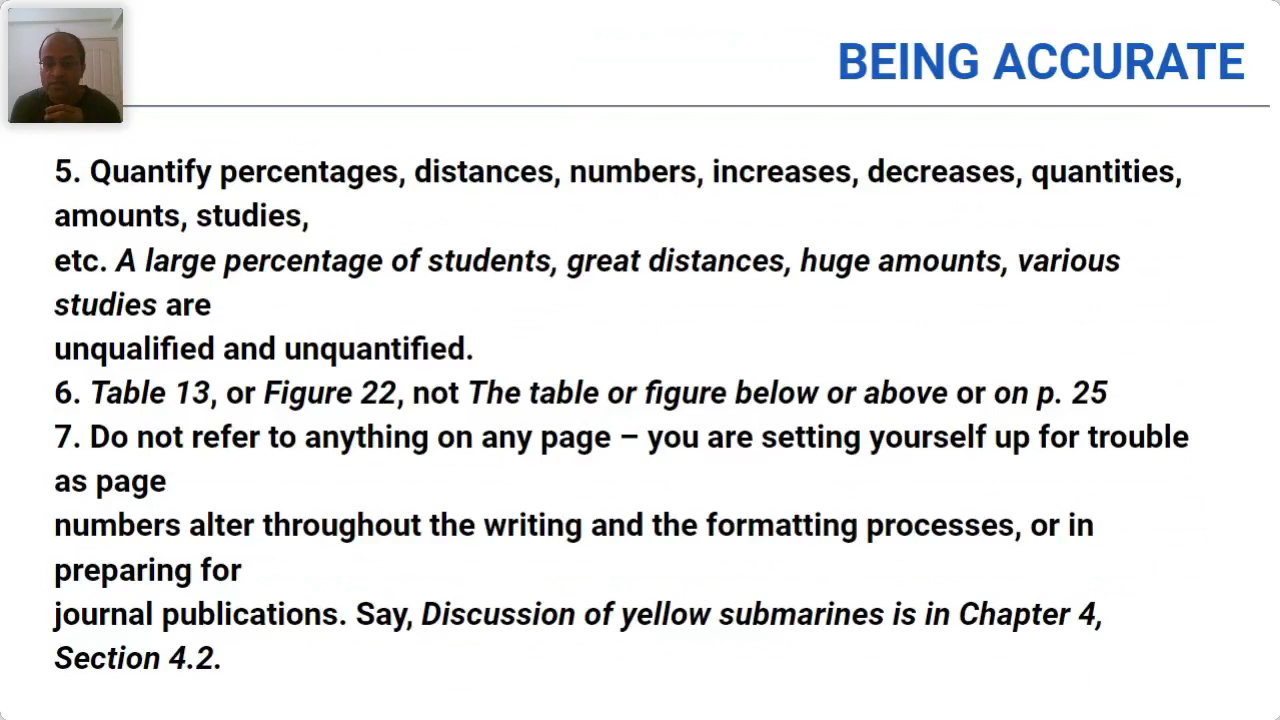 BEING ACCURATE
5. Quantify percentages, distances, numbers, increases, decreases, quantities,
amounts, studies,
etc. A large percentage of students, great distances, huge amounts, various
studies are
unqualified and unquantified.
6. Table 13, or Figure 22, not The table or figure below or above or on p. 25
7. Do not refer to anything on any page – you are setting yourself up for trouble
as page
numbers alter throughout the writing and the formatting processes, or in
preparing for
journal publications. Say, Discussion of yellow submarines is in Chapter 4,
Section 4.2.